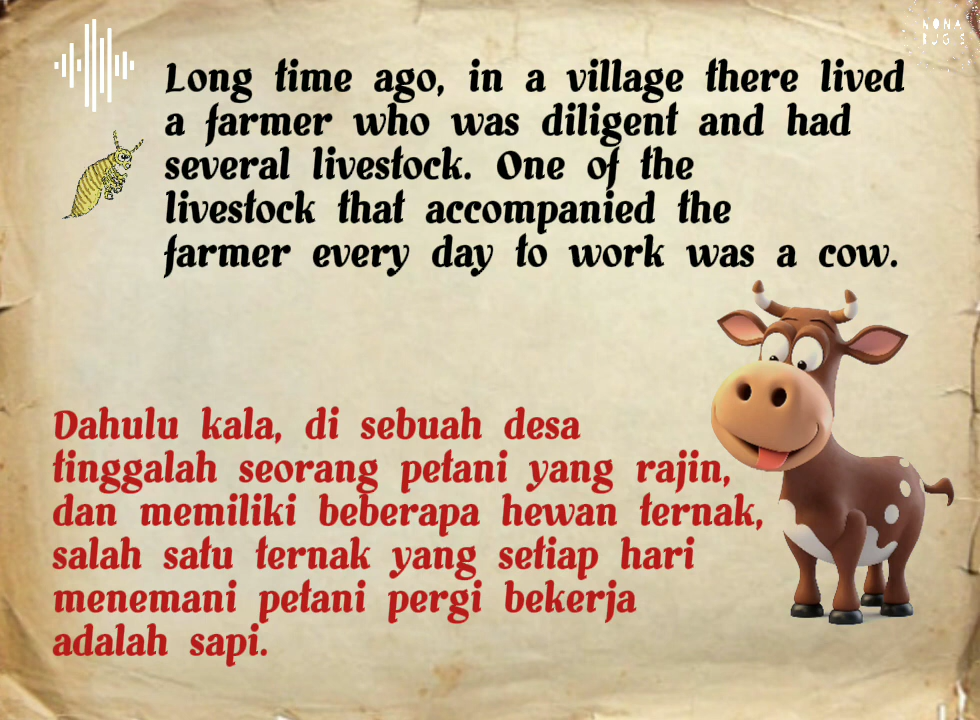 HONA
BUGIS
Long time ago, in a village there lived
a farmer who was diligent and had
several livestock. One of the
livestock that accompanied the
farmer every day to work was a cow.
Dahulu kala, di sebuah desa
tinggalah seorang petani yang rajin,
dan memiliki beberapa hewan ternak,
salah satu ternak yang setiap hari
menemani petani pergi bekerja
adalah sapi.